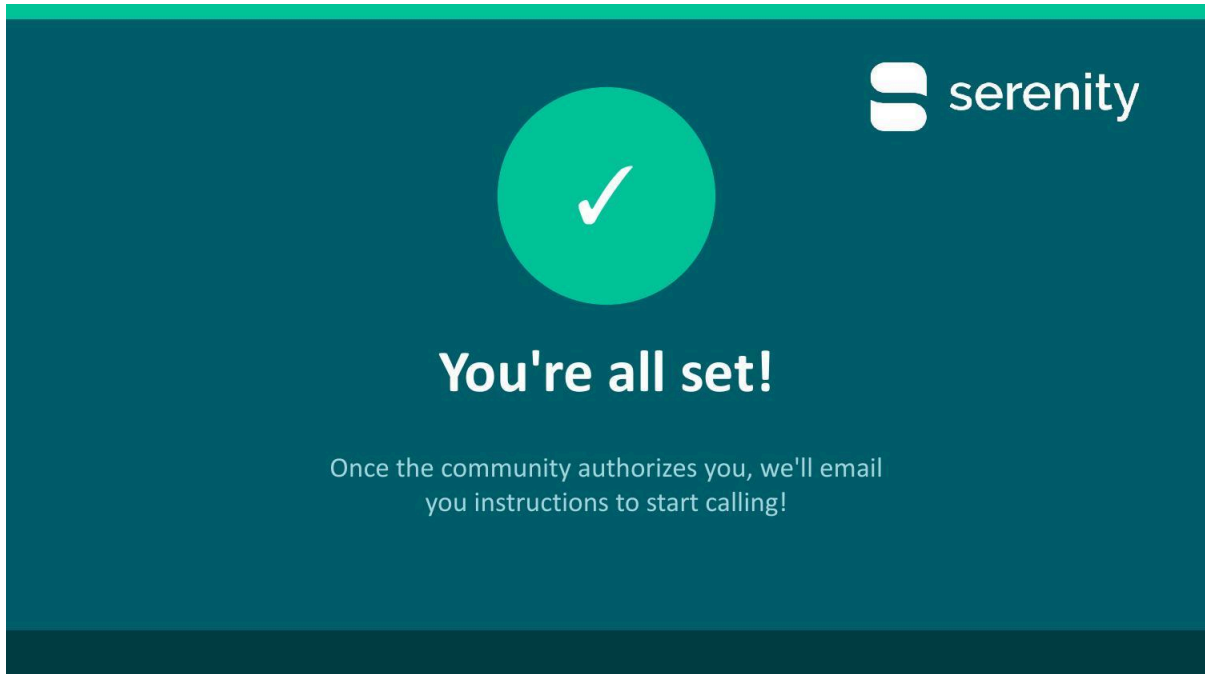 serenity
You're all set!
Once the community authorizes you, we'll email
you instructions to start calling!